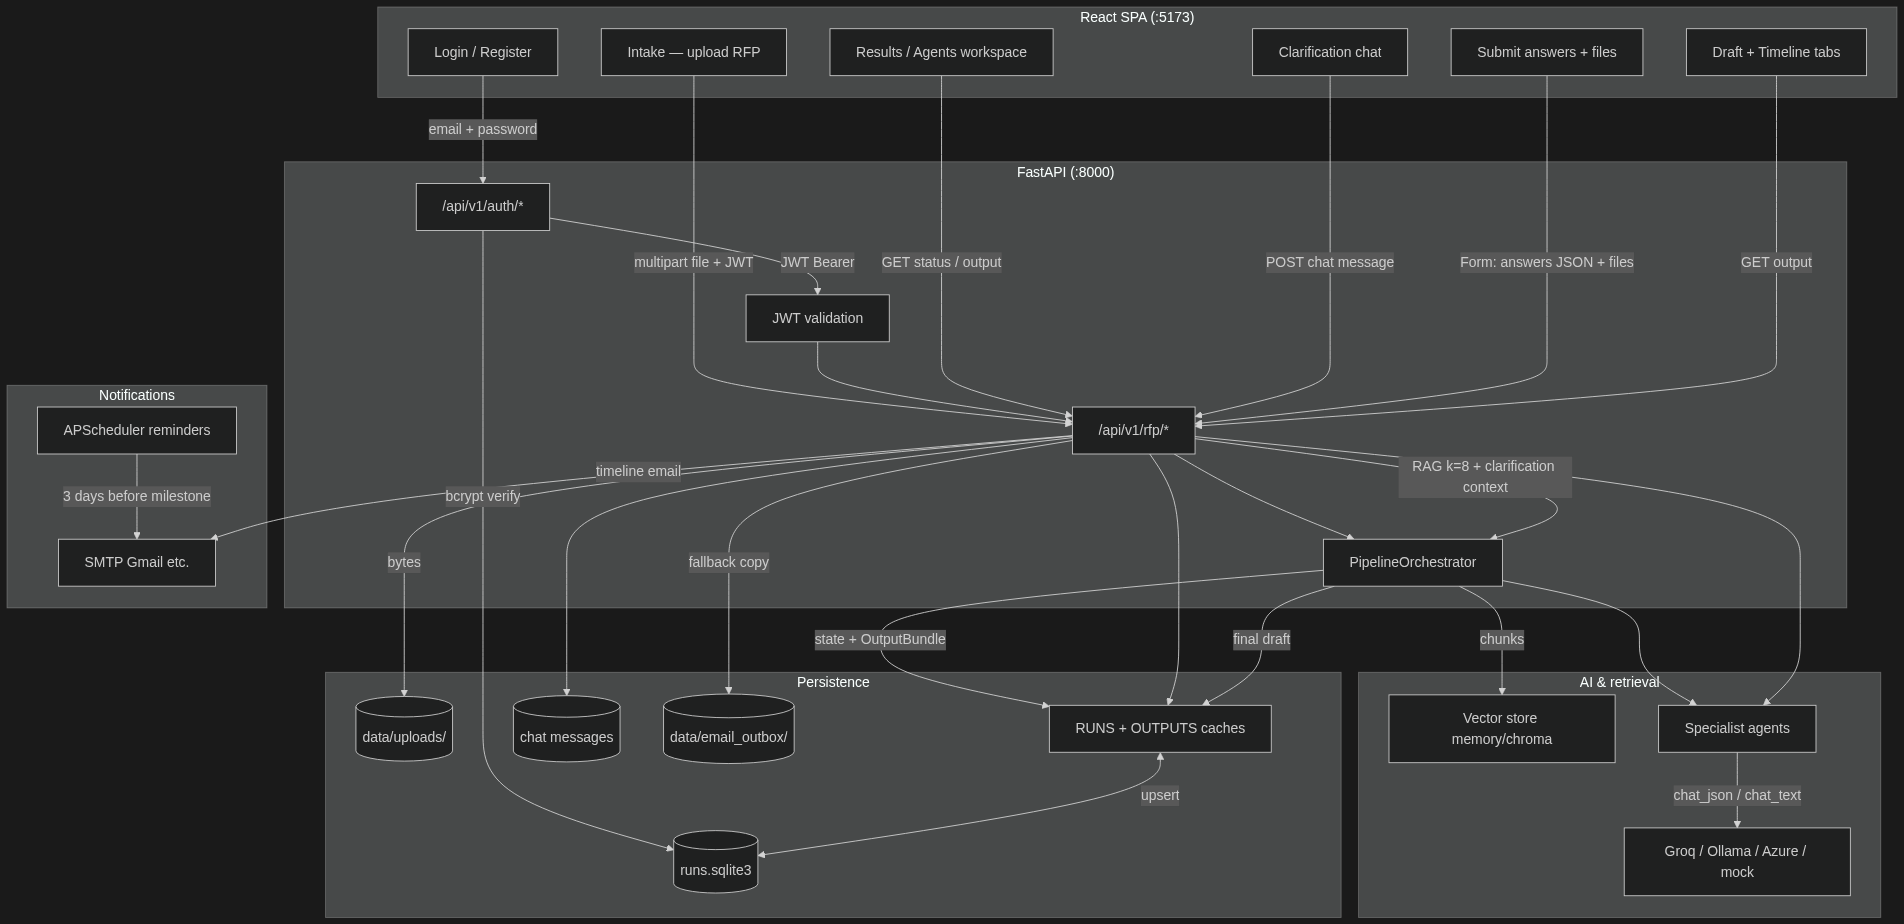 React SPA (:5173)
Login / Register
Intake — upload RFP
Results / Agents workspace
Clarification chat
Submit answers + files
Draft + Timeline tabs
email + password
FastAPI (:8000)
/api/v1/auth/*
multipart file + JWT
JWT Bearer
GET status / output
POST chat message
Form: answers JSON + files
GET output
JWT validation
Notifications
APScheduler reminders
/api/v1/rfp/*
timeline email
RAG k=8 + clarification
context
3 days before milestone
bcrypt verify
SMTP Gmail etc.
bytes
fallback copy
PipelineOrchestrator
state + OutputBundle
final draft
chunks
Persistence
AI & retrieval
data/uploads/
chat messages
data/email_outbox/
RUNS + OUTPUTS caches
Vector store
memory/chroma
Specialist agents
upsert
chat_json / chat_text
runs.sqlite3
Groq / Ollama / Azure /
mock